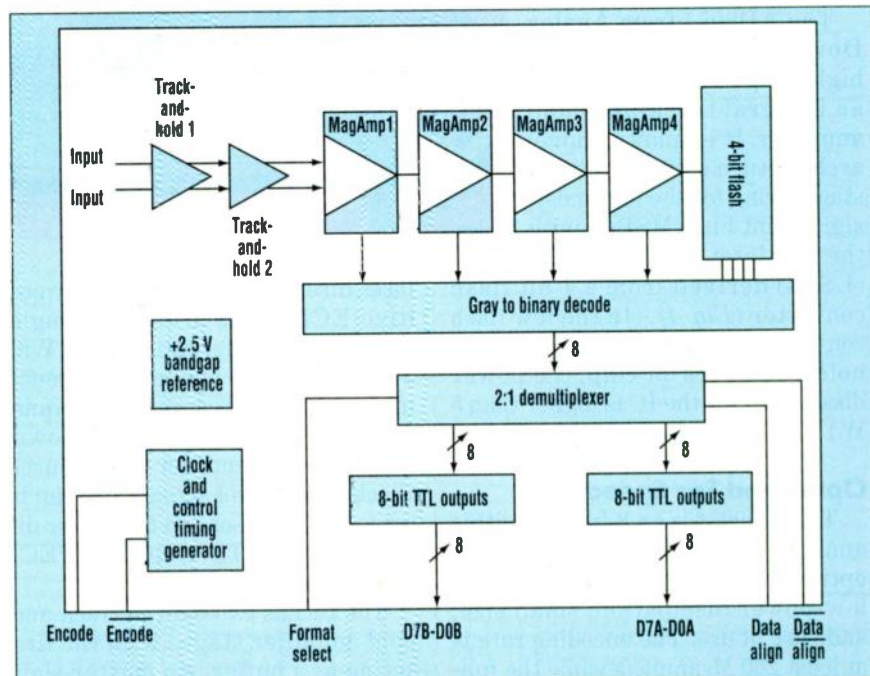 Track-
and-
hold 1
MagAmp1
MagAmp2
MagAmp3
MagAmp4
4-bit flash
Input
Input
Track-
and-
hold 2
Gray to binary decode
+2.5 V
bandgap
reference
8
2:1 demultiplexer
8
8
Clock
and
control
timing
generator
8-bit TTL outputs
8-bit TTL outputs
8
8
Encode
Encode
Format
select
D7B-D0B
D7A-D0A
Data
align
Data
align